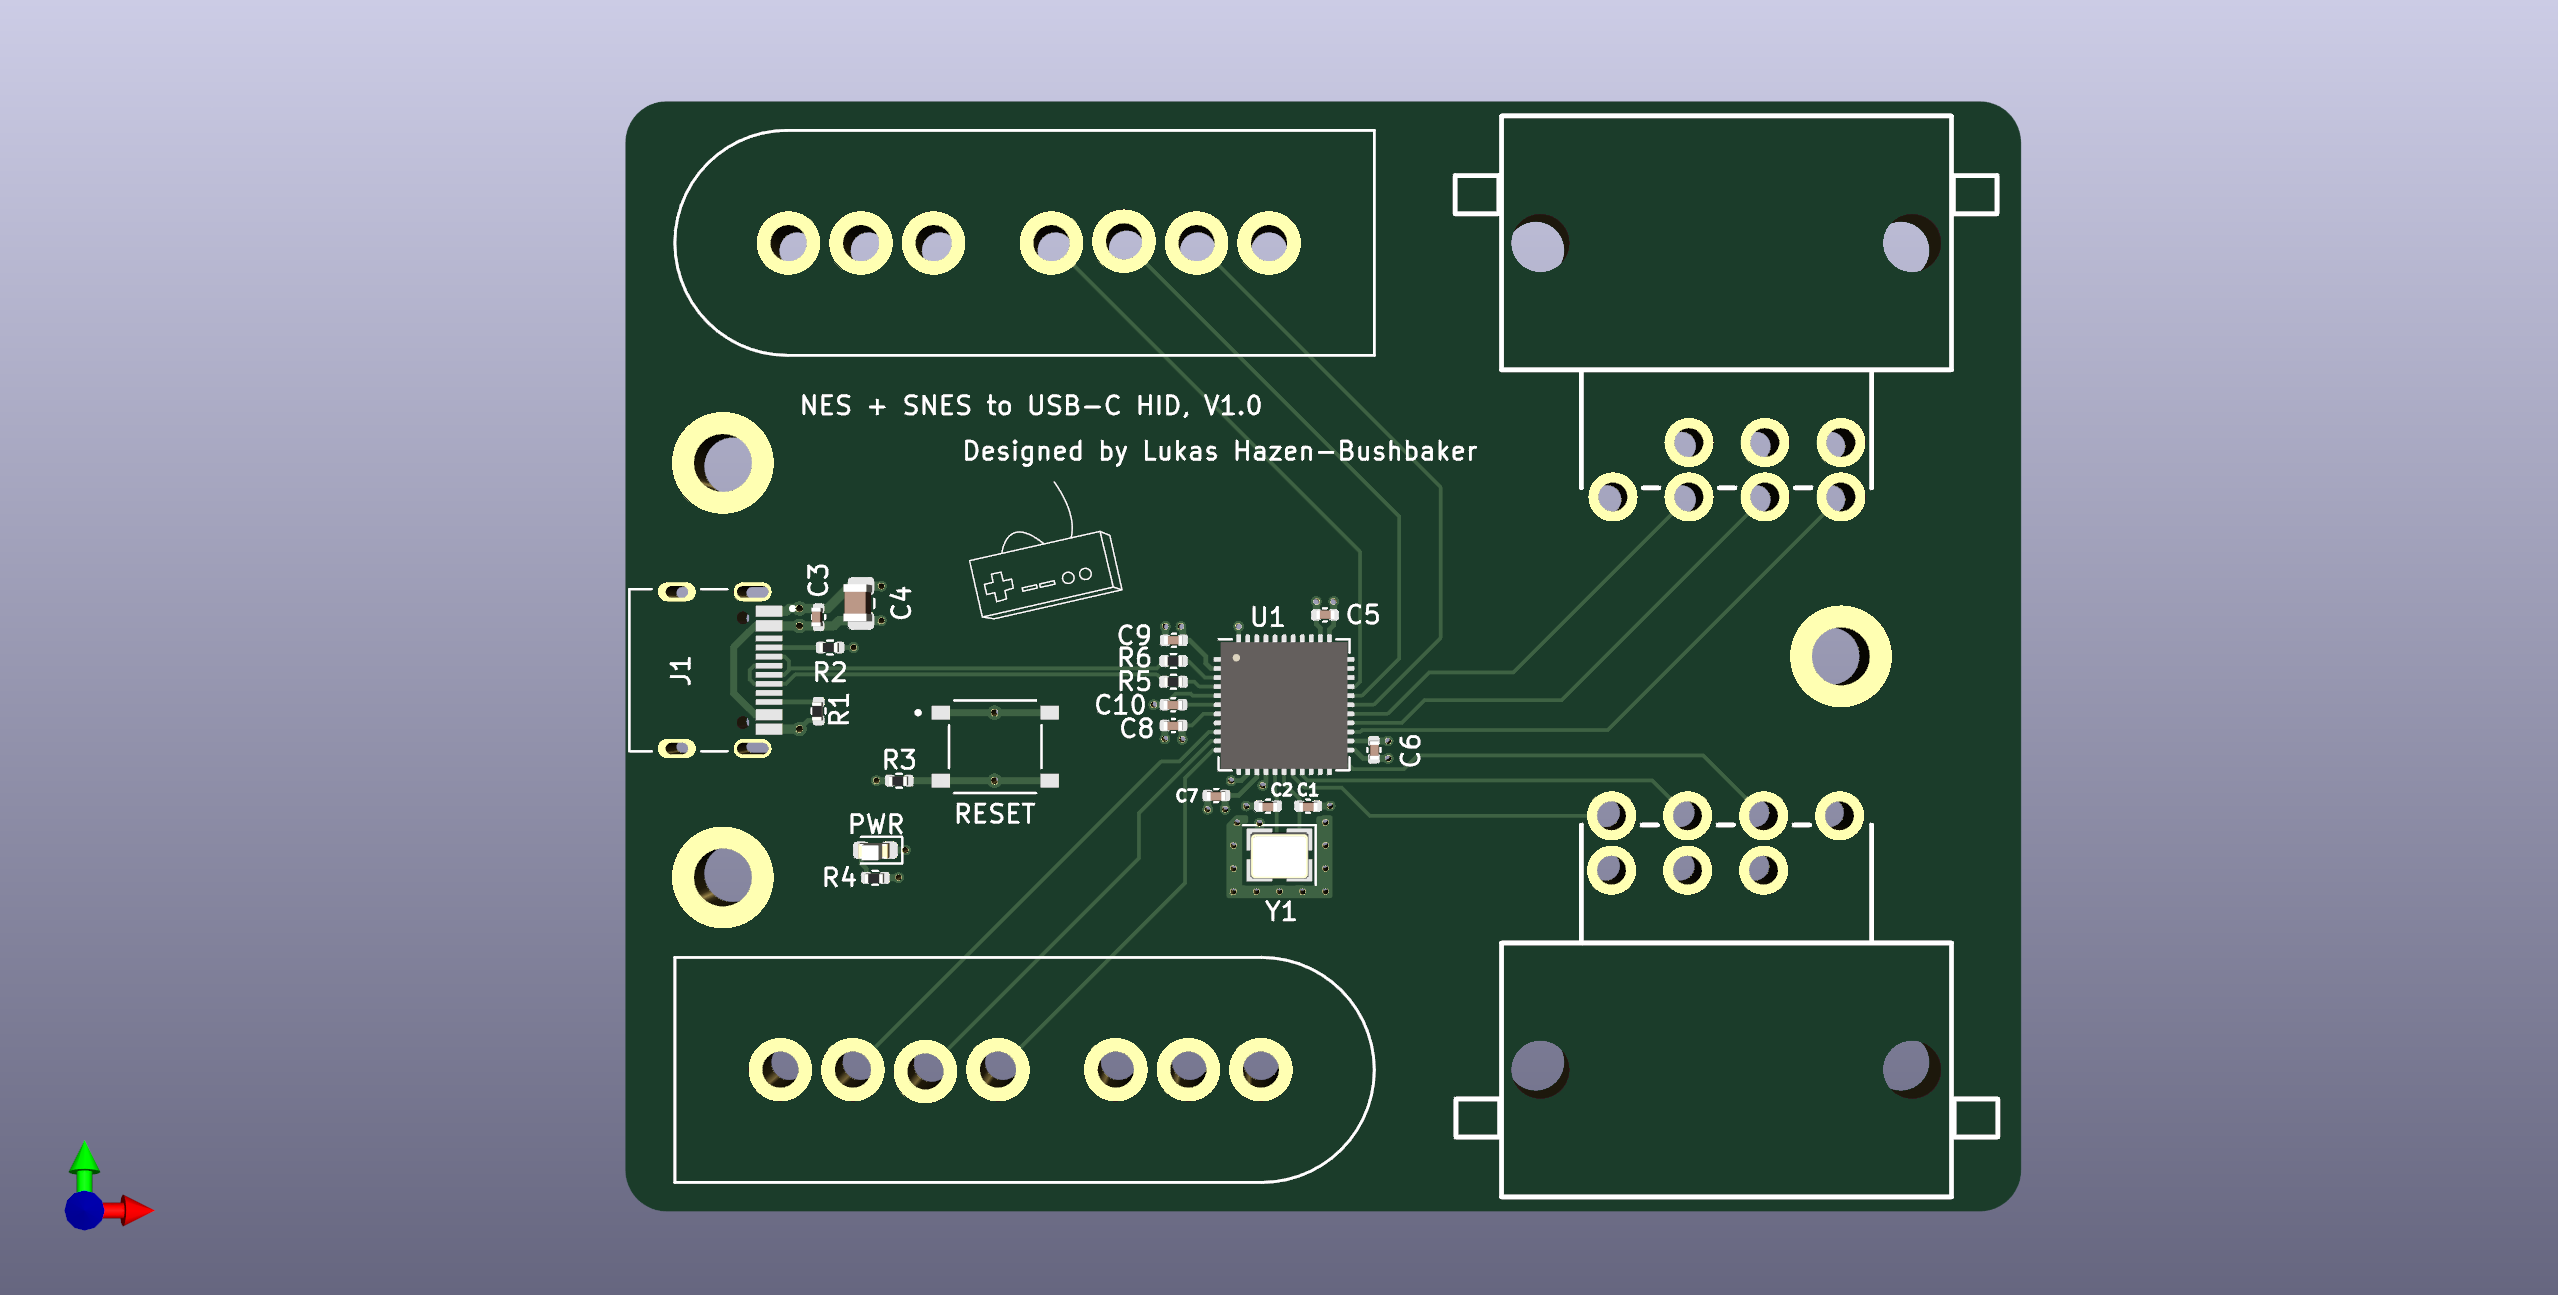 NES + SNES to USB-C HID, V1.0
Designed by Lukas Hazen-Bushbaker
C3
C4
J1
R2
R1
R3
RESET
PWR
R4
C9
R6
R5
C10
C8
U1
C5
C6
C7
C2
C1
Y1